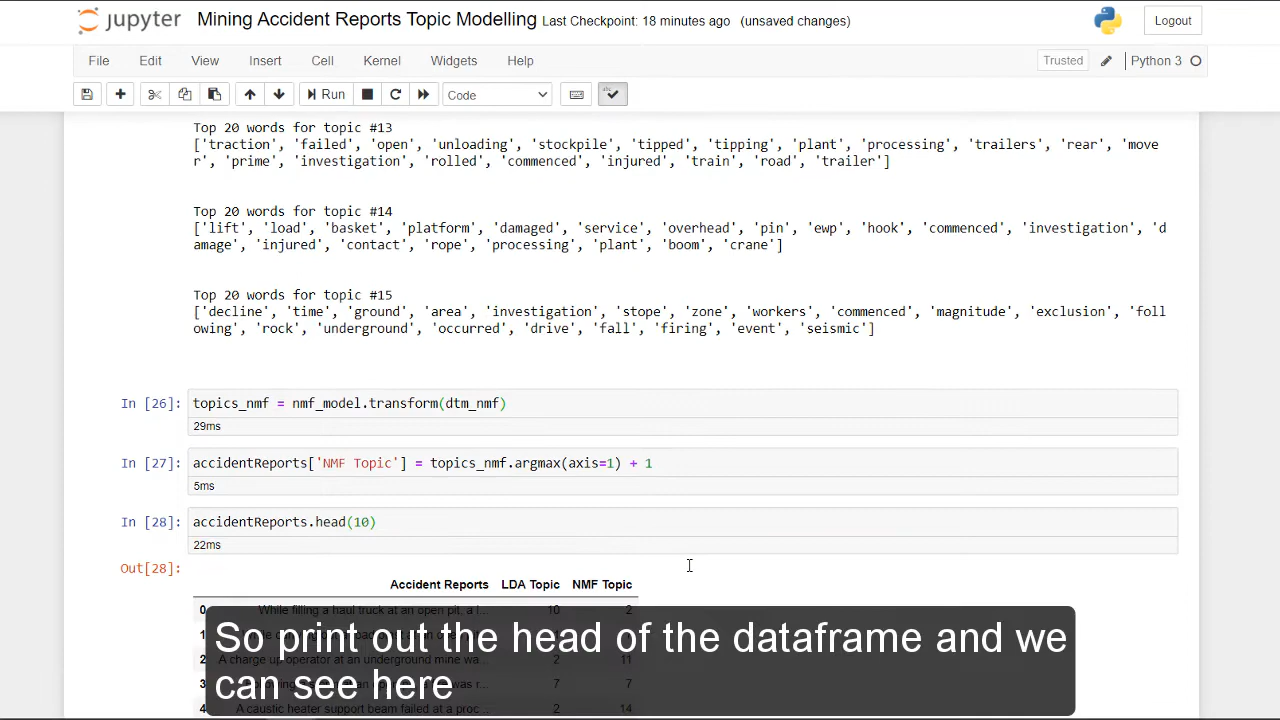 jupyter Mining Accident Reports Topic Modelling Last Checkpoint: 18 minutes ago (unsaved changes) Logout
File Edit View Insert Cell Kernel Widgets Help Trusted Python 3
Run Code
Top 20 words for topic #13
['traction', 'failed', 'open', 'unloading', 'stockpile', 'tipped', 'tipping', 'plant', 'processing', 'trailers', 'rear', 'move
r', 'prime', 'investigation', 'rolled', 'commenced', 'injured', 'train', 'road', 'trailer']
Top 20 words for topic #14
['lift', 'load', 'basket', 'platform', 'damaged', 'service', 'overhead', 'pin', 'ewp', 'hook', 'commenced', 'investigation', 'd
amage', 'injured', 'contact', 'rope', 'processing', 'plant', 'boom', 'crane']
Top 20 words for topic #15
['decline', 'time', 'ground', 'area', 'investigation', 'stope', 'zone', 'workers', 'commenced', 'magnitude', 'exclusion', 'foll
owing', 'rock', 'underground', 'occurred', 'drive', 'fall', 'firing', 'event', 'seismic']
In [26]: topics_nmf = nmf_model.transform(dtm_nmf)
29ms
In [27]: accidentReports['NMF Topic'] = topics_nmf.argmax(axis=1) + 1
5ms
In [28]: accidentReports.head(10)
22ms
Out[28]:
Accident Reports LDA Topic NMF Topic
0 While filling a haul truck at an open pit, a l... 10 2
2 A charge up operator at an underground mine wa... 2 11
3 7 7
4 A caustic heater support beam failed at a proc... 2 14
So print out the head of the dataframe and we
can see here